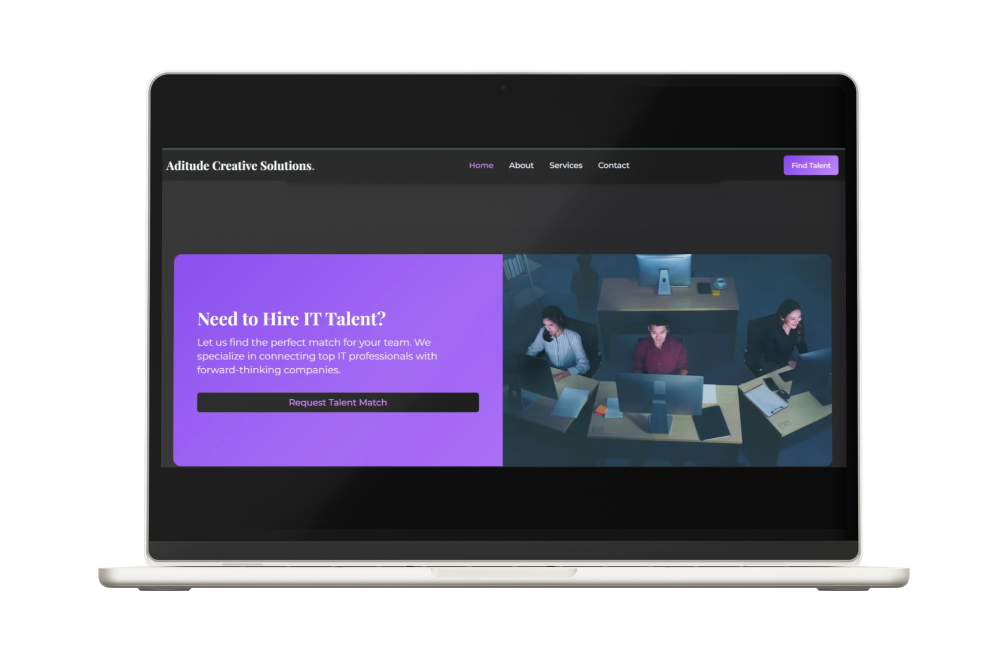 Aditude Creative Solutions.
Home About Services Contact
Find Talent
Need to Hire IT Talent?
Let us find the perfect match for your team. We
specialize in connecting top IT professionals with
forward-thinking companies.
Request Talent Match